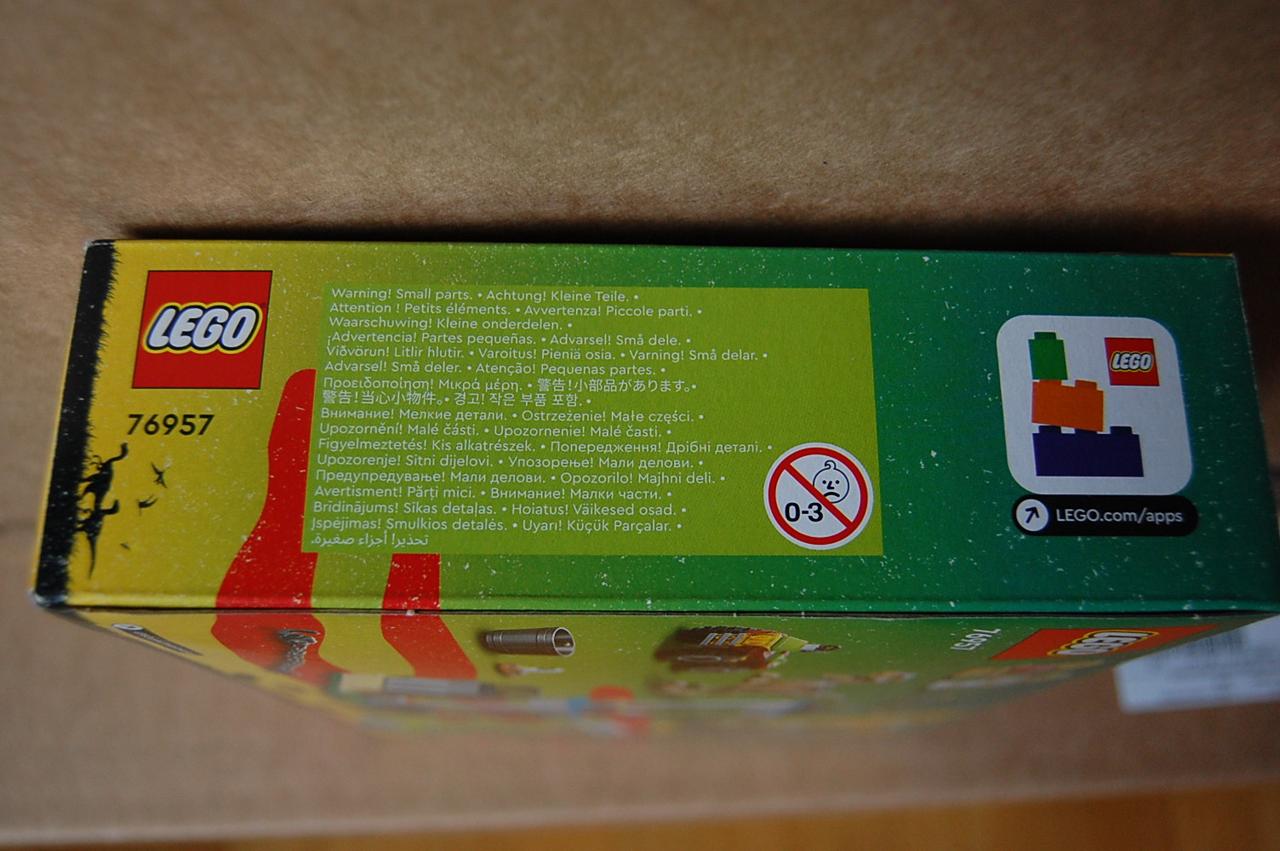 LEGO
76957
Warning! Small parts. • Achtung! Kleine Teile. •
Attention ! Petits éléments. • Avvertenza! Piccole parti. •
Waarschuwing! Kleine onderdelen. •
¡Advertencia! Partes pequeñas. • Advarsel! Små dele. •
Viðvörun! Litlir hlutir. • Varoitus! Pieniä osia. • Varning! Små delar. •
Advarsel! Små deler. • Atenção! Pequenas partes. •
Προειδοποίηση! Μικρά μέρη. • 警告！小部品があります。•
警告！当心小物件。• 경고! 작은 부품 포함. •
Внимание! Мелкие детали. • Ostrzeżenie! Małe części. •
Upozornění! Malé části. • Upozornenie! Malé časti. •
Figyelmeztetés! Kis alkatrészek. • Попередження! Дрібні деталі. •
Upozorenje! Sitni dijelovi. • Упозорење! Мали делови. •
Предупредување! Мали делови. • Opozorilo! Majhni deli. •
Avertisment! Părți mici. • Внимание! Малки части. •
Brīdinājums! Sīkas detaļas. • Hoiatus! Väikesed osad. •
Įspėjimas! Smulkios detalės. • Uyarı! Küçük Parçalar. •
تحذير! أجزاء صغيرة.
0-3
LEGO
LEGO.com/apps
76957
LEGO